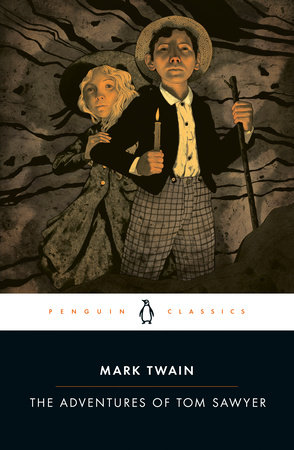 PENGUIN CLASSICS
MARK TWAIN
THE ADVENTURES OF TOM SAWYER